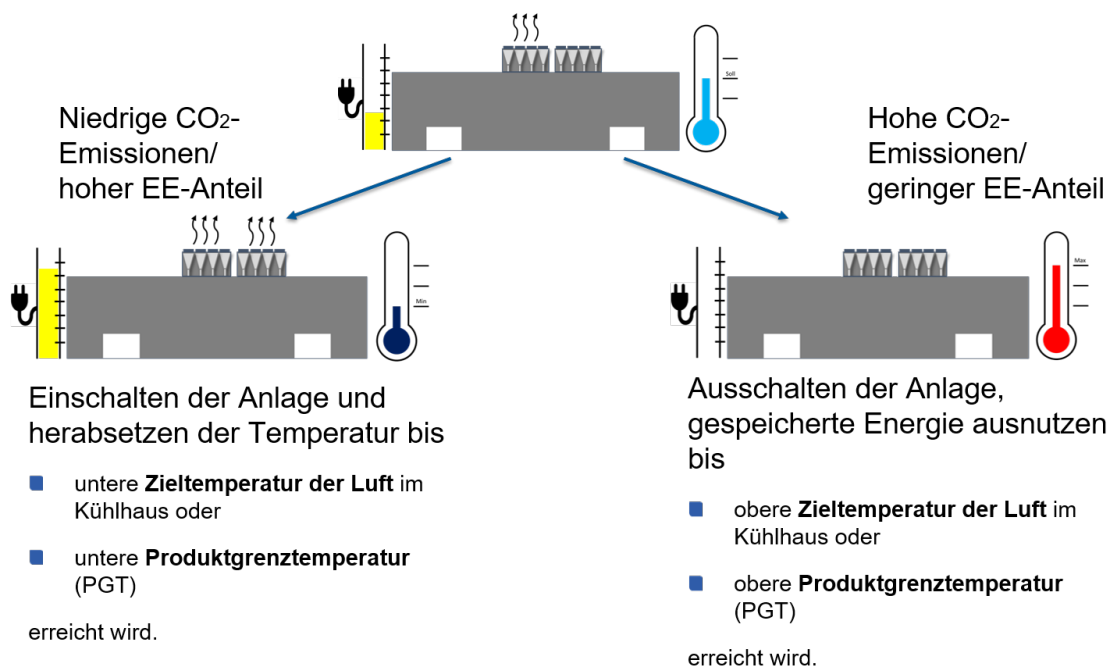 Soll
Niedrige CO2-
Emissionen/
hoher EE-Anteil
Hohe CO2-
Emissionen/
geringer EE-Anteil
Min
Max
Einschalten der Anlage und
herabsetzen der Temperatur bis
untere Zieltemperatur der Luft im
Kühlhaus oder
untere Produktgrenztemperatur
(PGT)
erreicht wird.
Ausschalten der Anlage,
gespeicherte Energie ausnutzen
bis
obere Zieltemperatur der Luft im
Kühlhaus oder
obere Produktgrenztemperatur
(PGT)
erreicht wird.